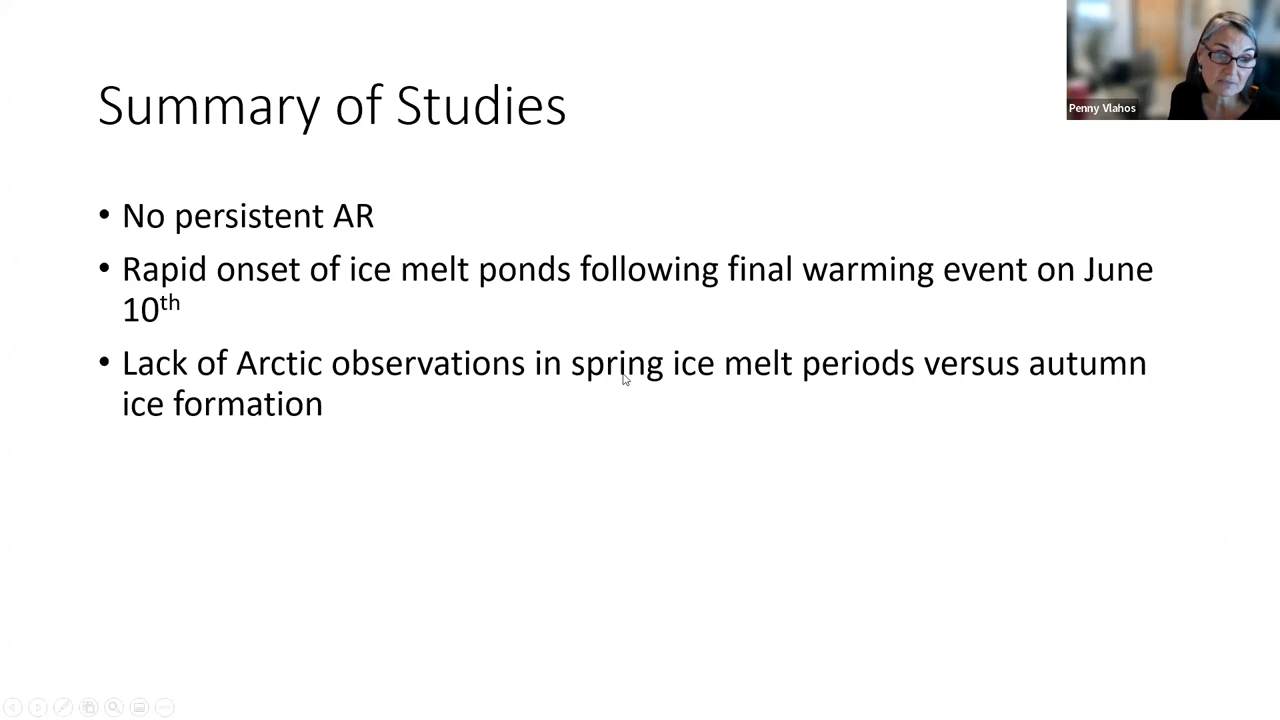 Penny Vlahos
Summary of Studies
• No persistent AR
• Rapid onset of ice melt ponds following final warming event on June
10th
• Lack of Arctic observations in spring ice melt periods versus autumn
ice formation